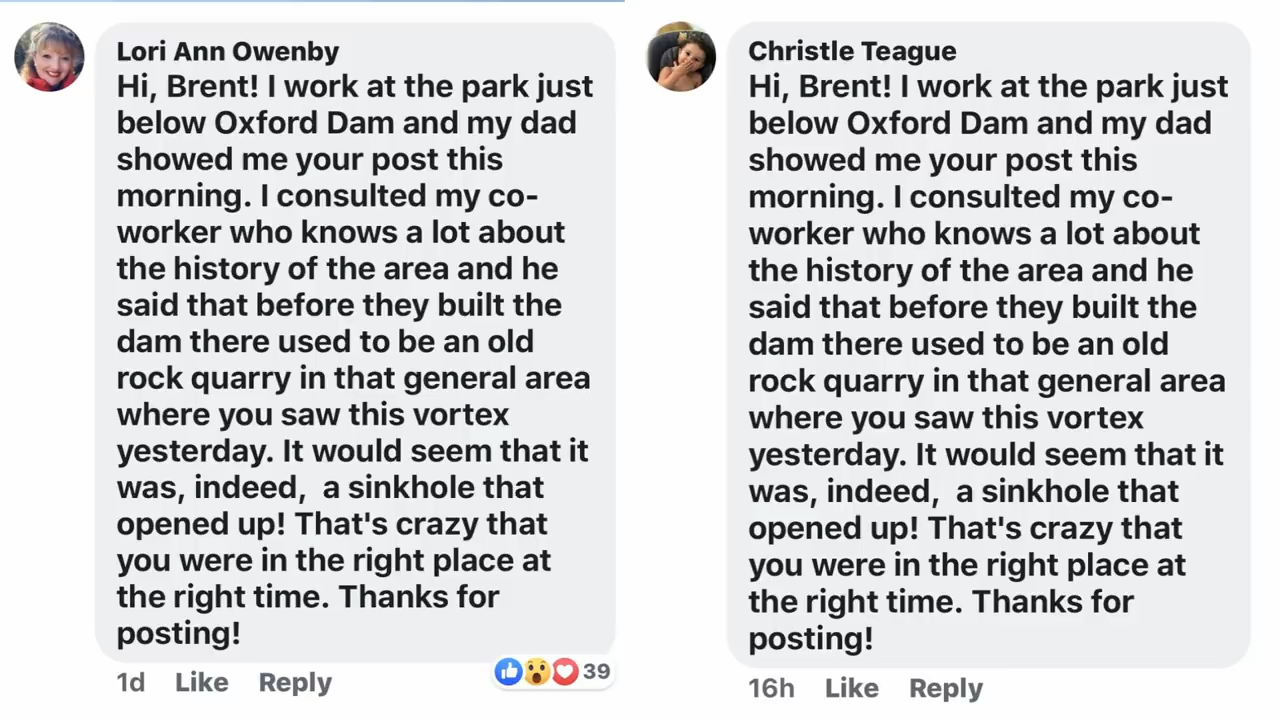 Lori Ann Owenby
Hi, Brent! I work at the park just
below Oxford Dam and my dad
showed me your post this
morning. I consulted my co-
worker who knows a lot about
the history of the area and he
said that before they built the
dam there used to be an old
rock quarry in that general area
where you saw this vortex
yesterday. It would seem that it
was, indeed,  a sinkhole that
opened up! That's crazy that
you were in the right place at
the right time. Thanks for
posting!
1d Like Reply 39
Christle Teague
Hi, Brent! I work at the park just
below Oxford Dam and my dad
showed me your post this
morning. I consulted my co-
worker who knows a lot about
the history of the area and he
said that before they built the
dam there used to be an old
rock quarry in that general area
where you saw this vortex
yesterday. It would seem that it
was, indeed,  a sinkhole that
opened up! That's crazy that
you were in the right place at
the right time. Thanks for
posting!
16h Like Reply